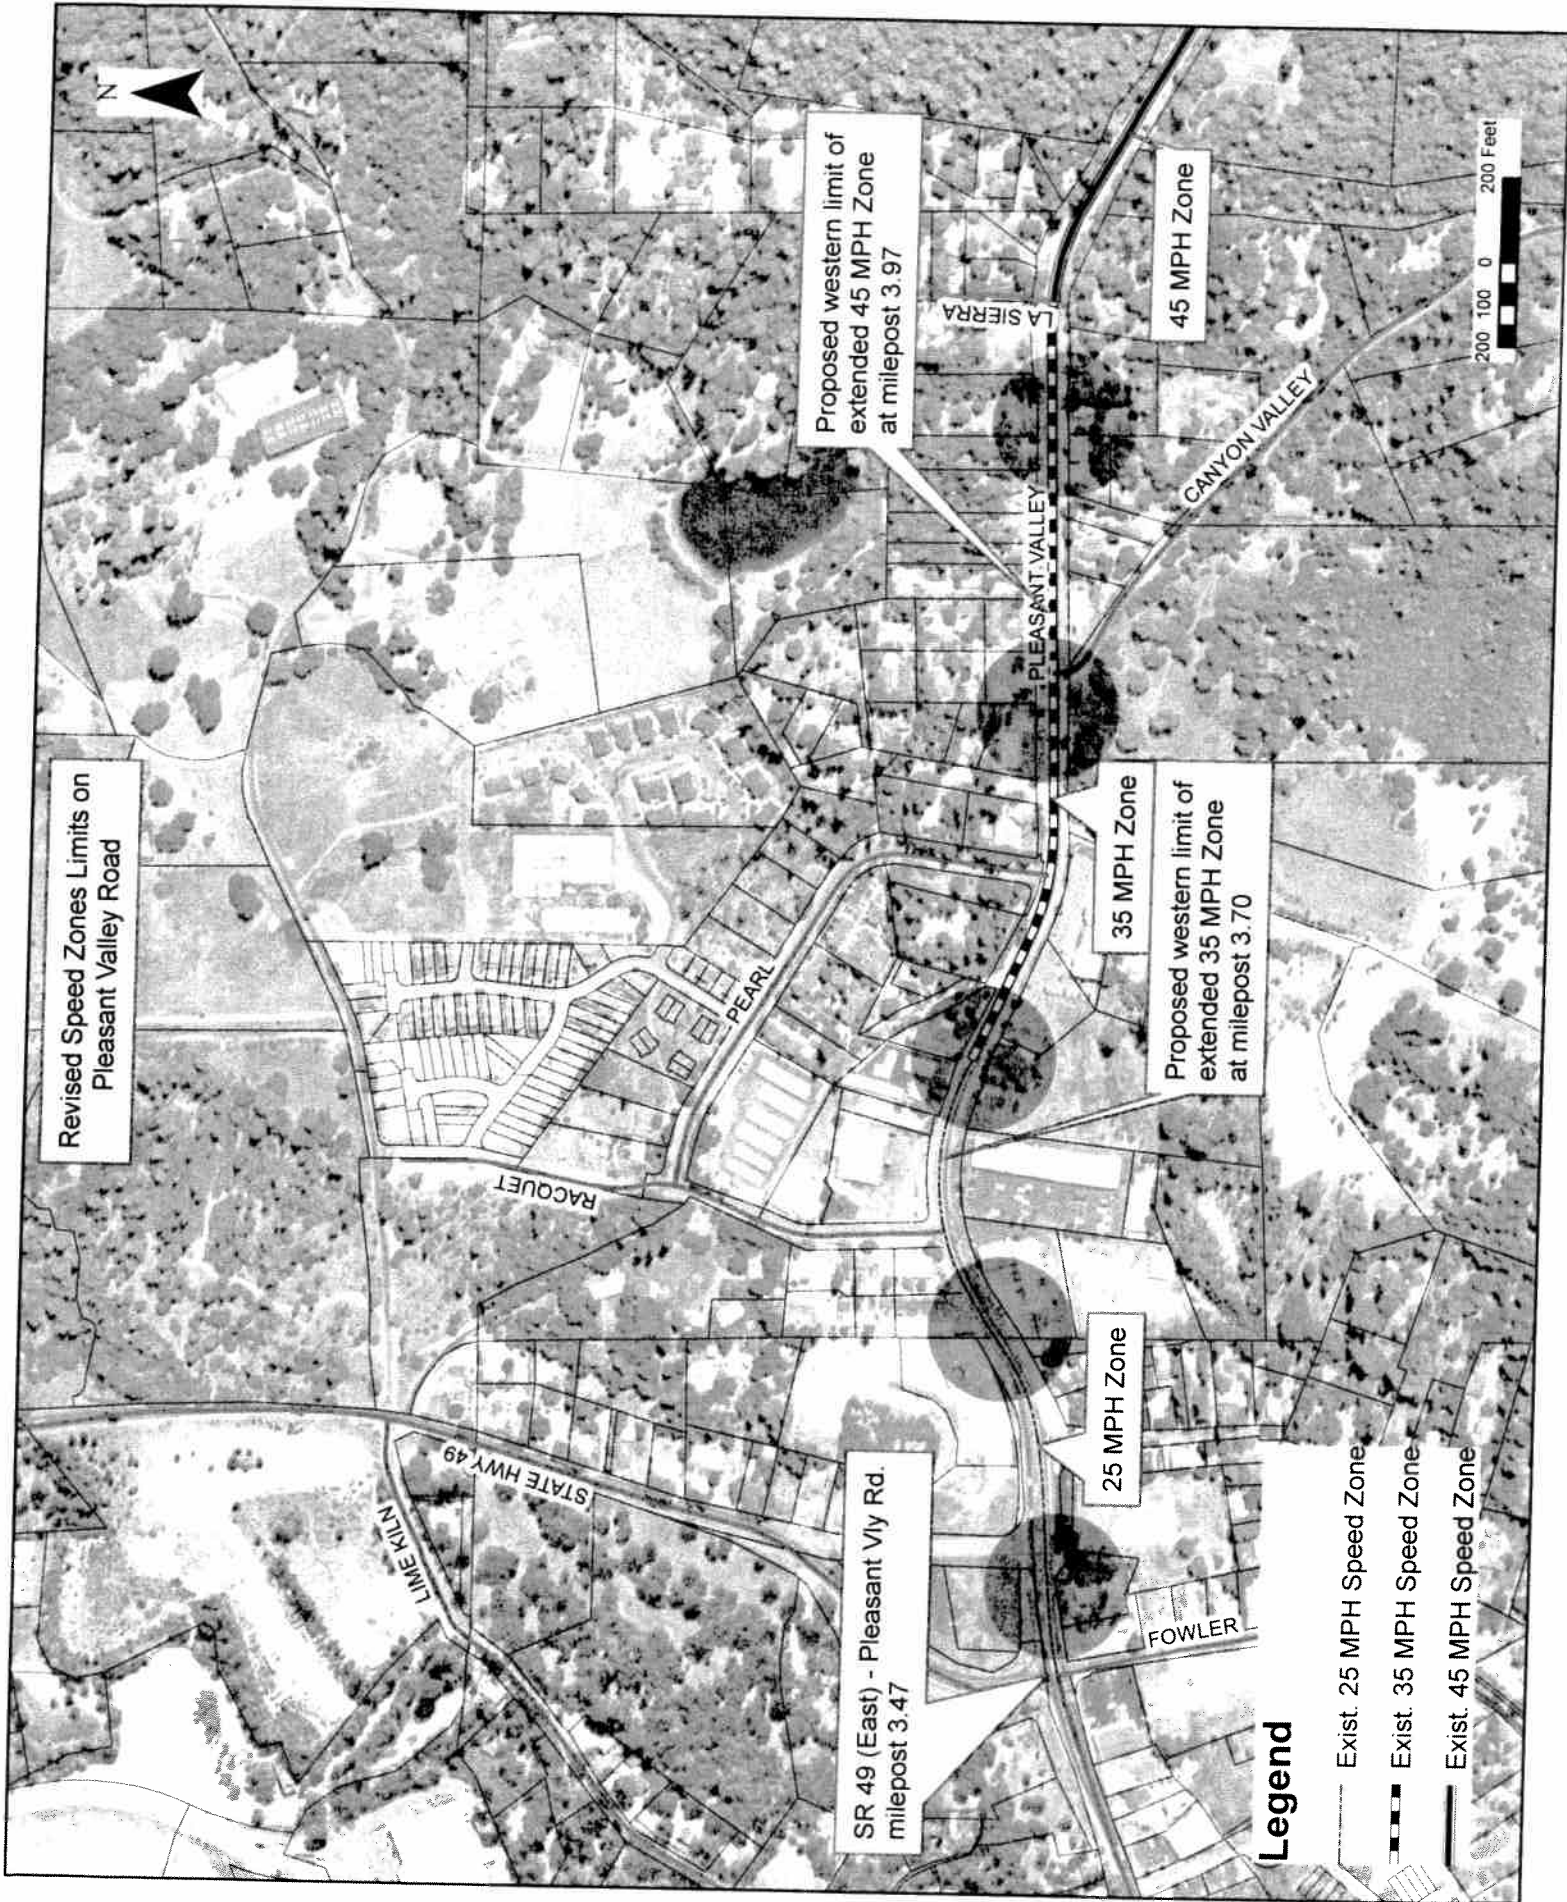 Revised Speed Zones Limits on
Pleasant Valley Road
N
Proposed western limit of
extended 45 MPH Zone
at milepost 3.97
45 MPH Zone
LA SIERRA
PLEASANT VALLEY
CANYON VALLEY
35 MPH Zone
Proposed western limit of
extended 35 MPH Zone
at milepost 3.70
PEARL
RACQUET
25 MPH Zone
STATE HWY 49
LIME KILN
SR 49 (East) - Pleasant Vly Rd.
milepost 3.47
FOWLER
200 100 0 200 Feet
Legend
Exist. 25 MPH Speed Zone
Exist. 35 MPH Speed Zone
Exist. 45 MPH Speed Zone